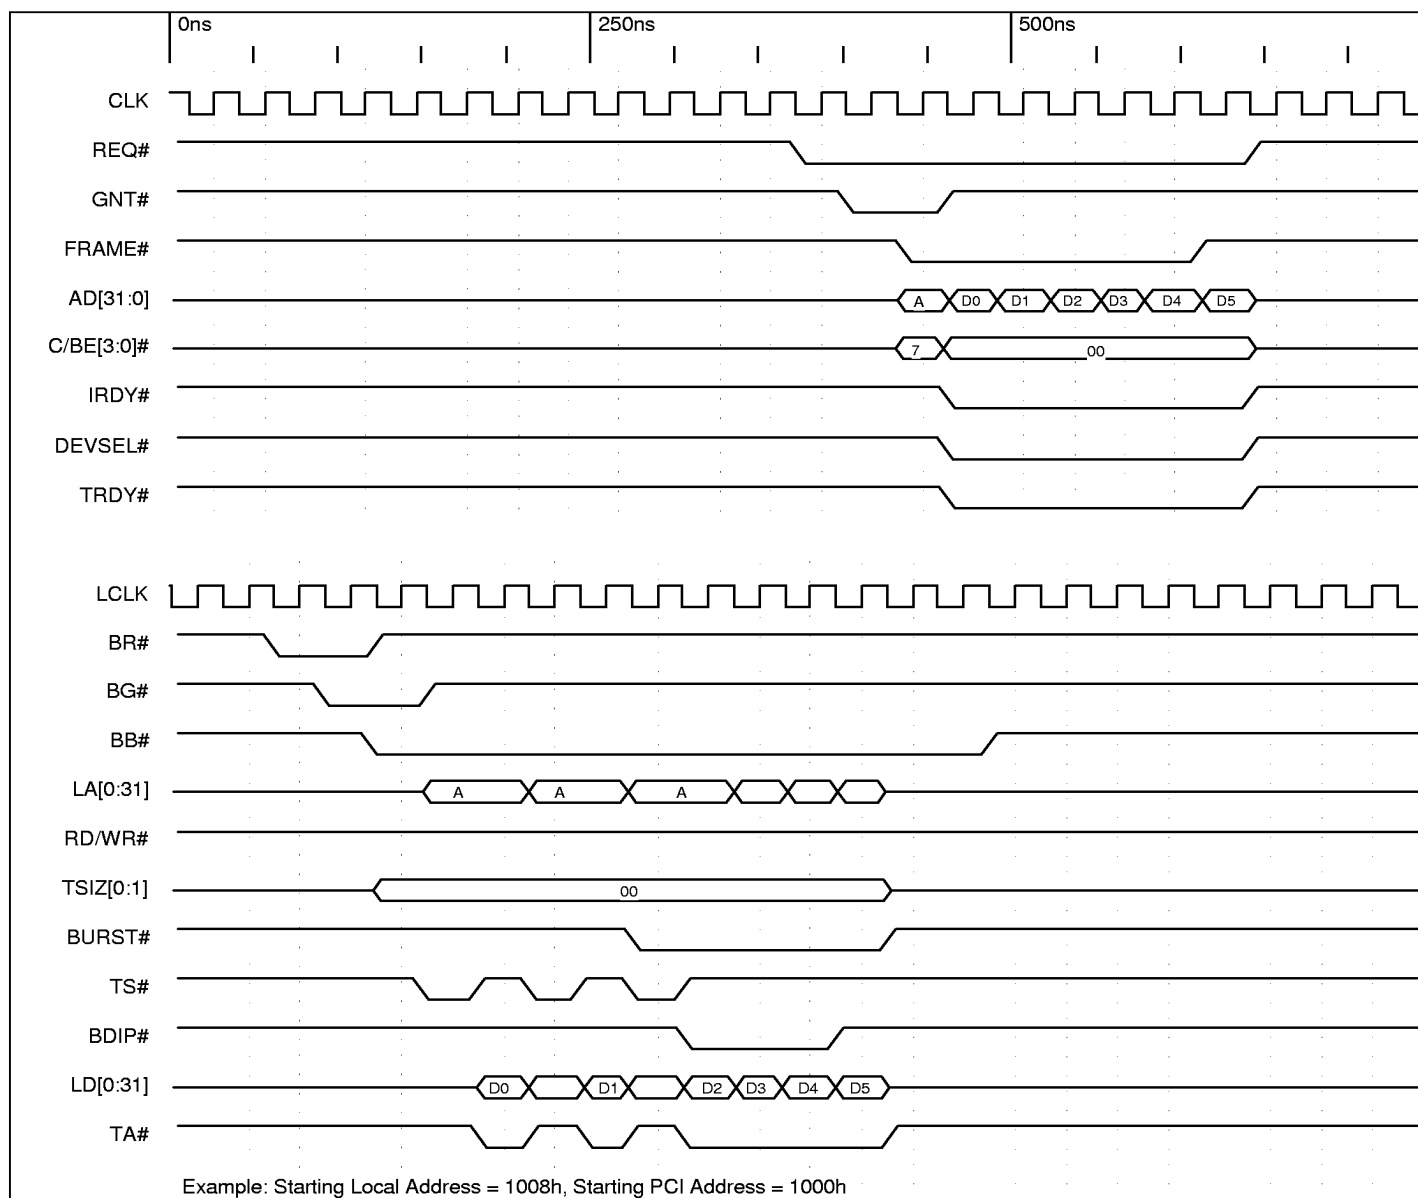 0ns 250ns 500ns
CLK
REQ#
GNT#
FRAME#
AD[31:0] A D0 D1 D2 D3 D4 D5
C/BE[3:0]# 7 00
IRDY#
DEVSEL#
TRDY#
LCLK
BR#
BG#
BB#
LA[0:31] A A A
RD/WR#
TSIZ[0:1] 00
BURST#
TS#
BDIP#
LD[0:31] D0 D1 D2 D3 D4 D5
TA#
Example: Starting Local Address = 1008h, Starting PCI Address = 1000h